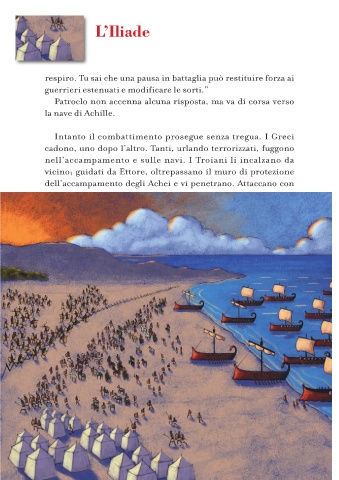 L'Iliade
respiro. Tu sai che una pausa in battaglia può restituire forza ai
guerrieri estenuati e modificare le sorti.”
Patroclo non accenna alcuna risposta, ma va di corsa verso
la nave di Achille.
Intanto il combattimento prosegue senza tregua. I Greci
cadono, uno dopo l'altro. Tanti, urlando terrorizzati, fuggono
nell'accampamento e sulle navi. I Troiani li incalzano da
vicino; guidati da Ettore, oltrepassano il muro di protezione
dell'accampamento degli Achei e vi penetrano. Attaccano con